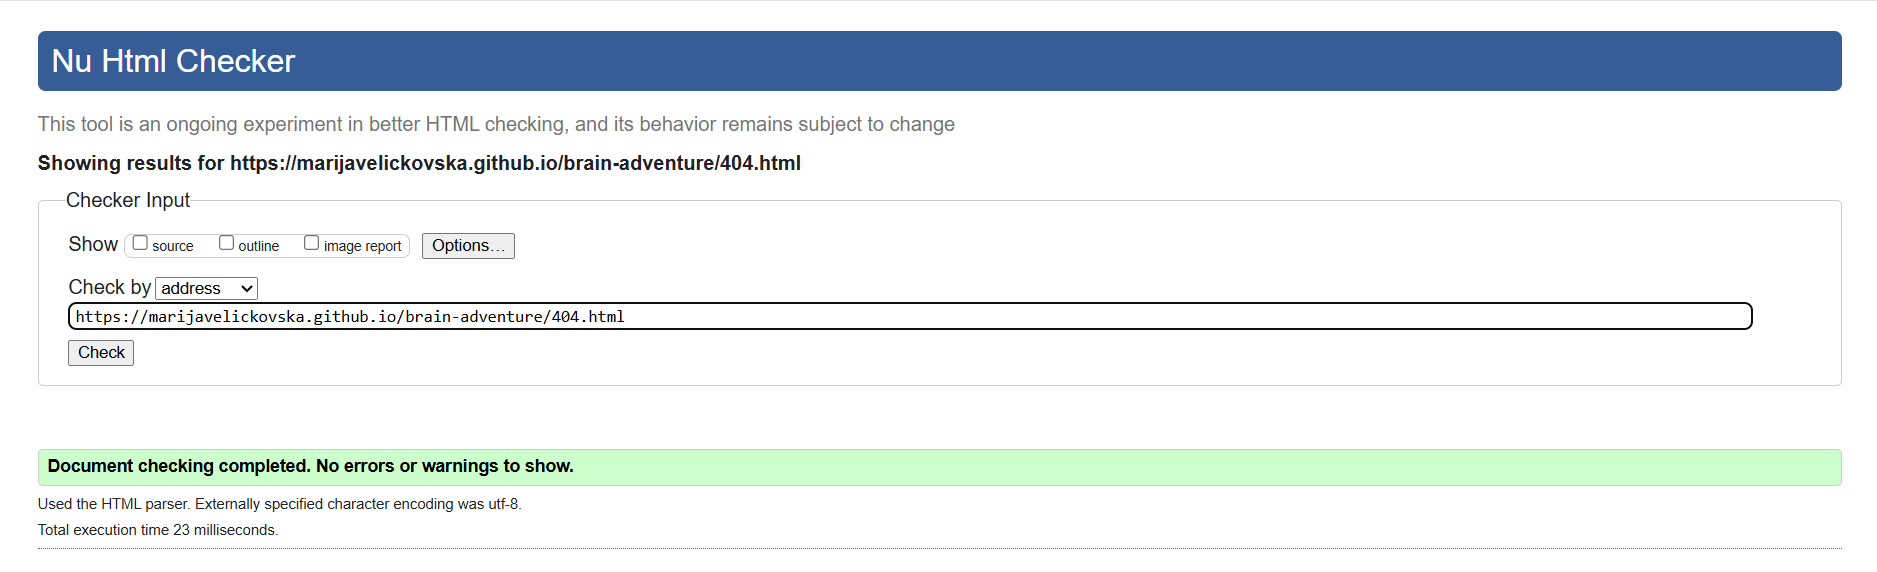 Nu Html Checker
This tool is an ongoing experiment in better HTML checking, and its behavior remains subject to change
Showing results for https://marijavelickovska.github.io/brain-adventure/404.html
Checker Input
Show source outline image report Options...
Check by address
https://marijavelickovska.github.io/brain-adventure/404.html
Check
Document checking completed. No errors or warnings to show.
Used the HTML parser. Externally specified character encoding was utf-8.
Total execution time 23 milliseconds.